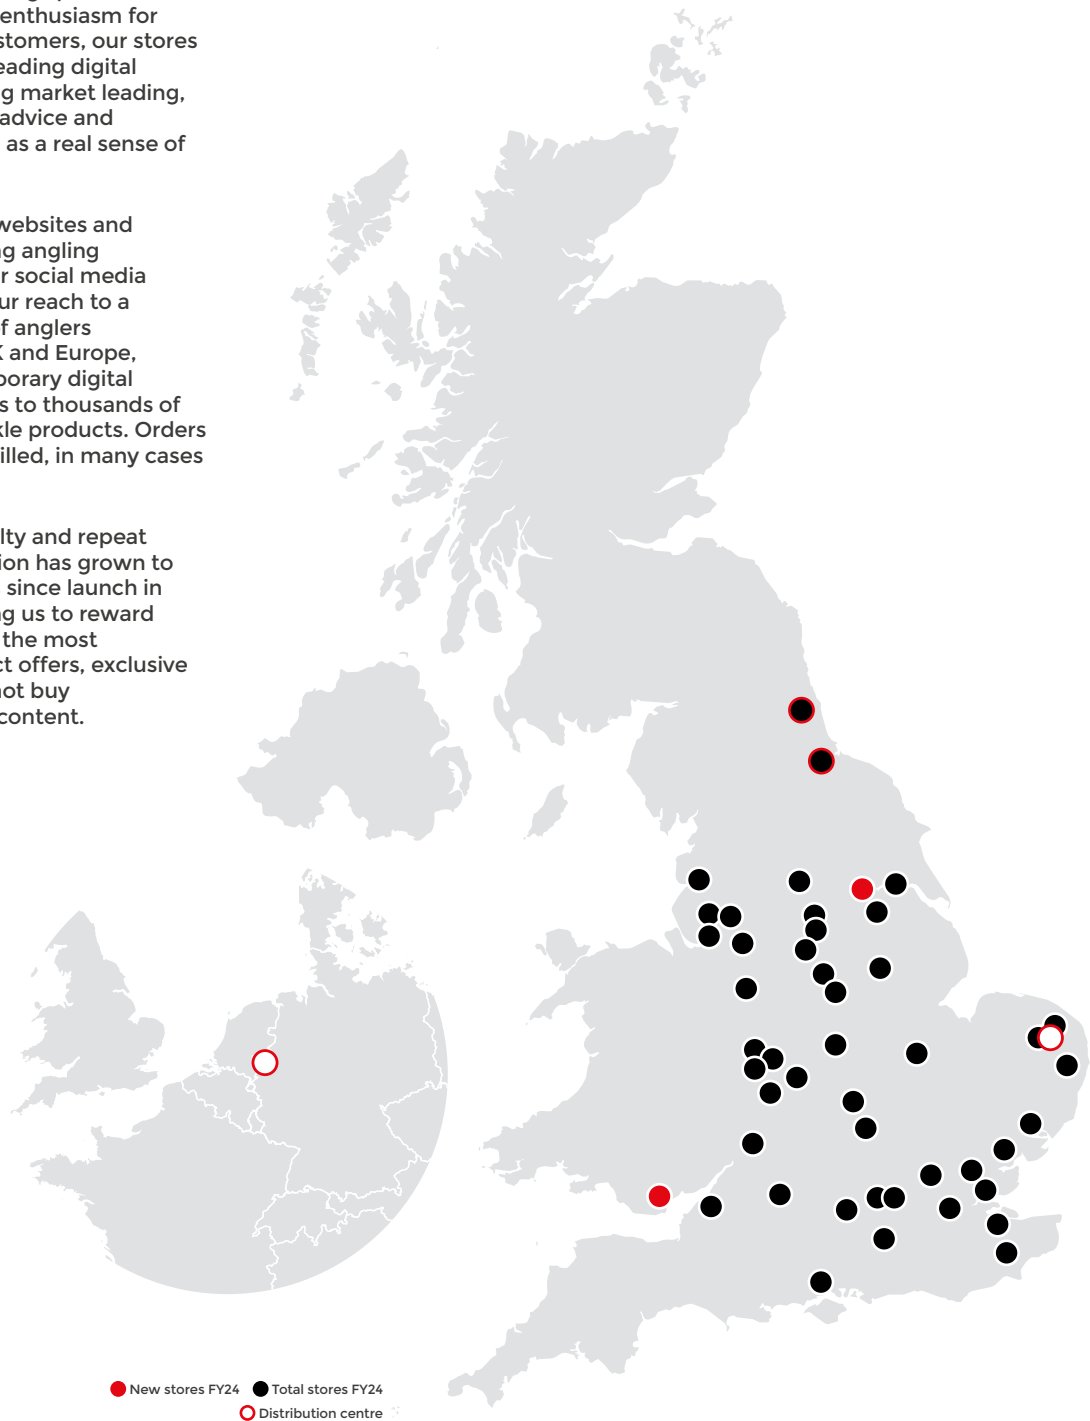 enthusiasm for
stomers, our stores
eading digital
g market leading,
advice and
as a real sense of
websites and
ng angling
r social media
ur reach to a
f anglers
K and Europe,
porary digital
s to thousands of
kle products. Orders
illed, in many cases
lty and repeat
ion has grown to
since launch in
ng us to reward
the most
ct offers, exclusive
not buy
content.
New stores FY24
Total stores FY24
Distribution centre